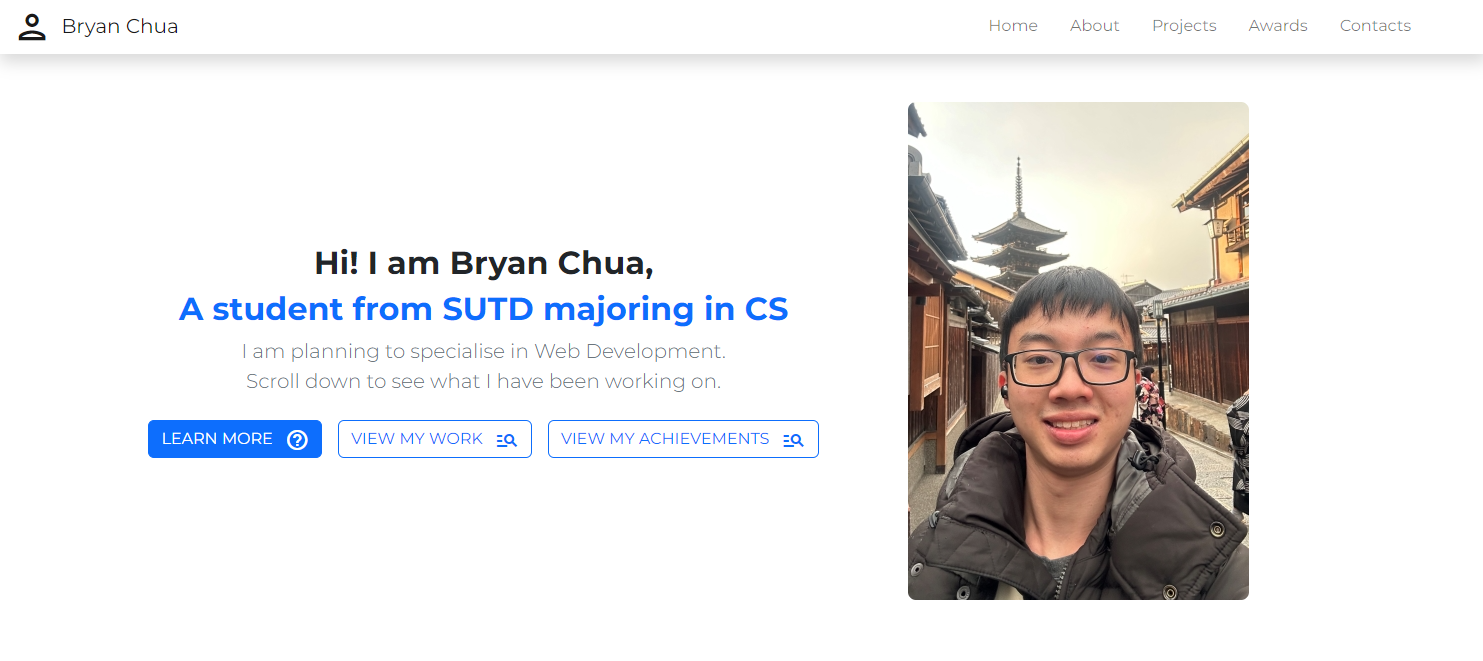 Bryan Chua
Home About Projects Awards Contacts
Hi! I am Bryan Chua,
A student from SUTD majoring in CS
I am planning to specialise in Web Development.
Scroll down to see what I have been working on.
LEARN MORE
VIEW MY WORK
VIEW MY ACHIEVEMENTS